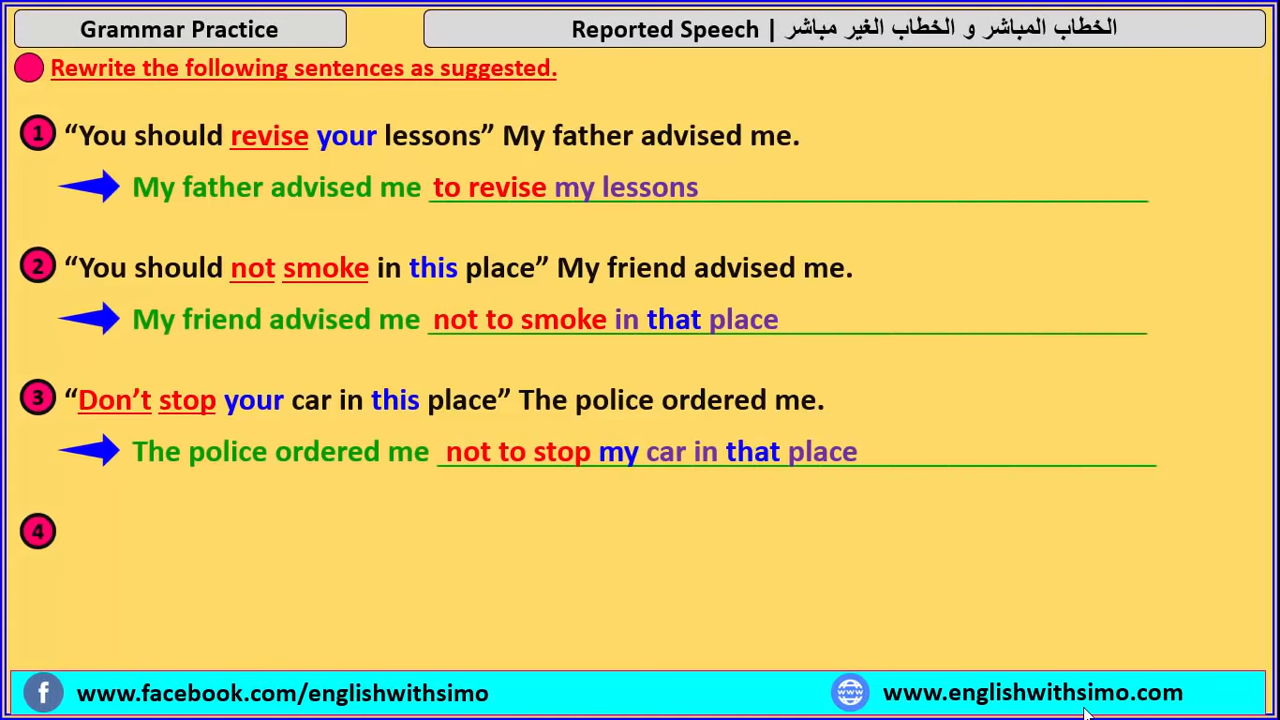 Grammar Practice
Reported Speech | الخطاب المباشر و الخطاب الغير مباشر
Rewrite the following sentences as suggested.
1 “You should revise your lessons” My father advised me.
My father advised me to revise my lessons
2 “You should not smoke in this place” My friend advised me.
My friend advised me not to smoke in that place
3 “Don’t stop your car in this place” The police ordered me.
The police ordered me not to stop my car in that place
4
f www.facebook.com/englishwithsimo
www www.englishwithsimo.com